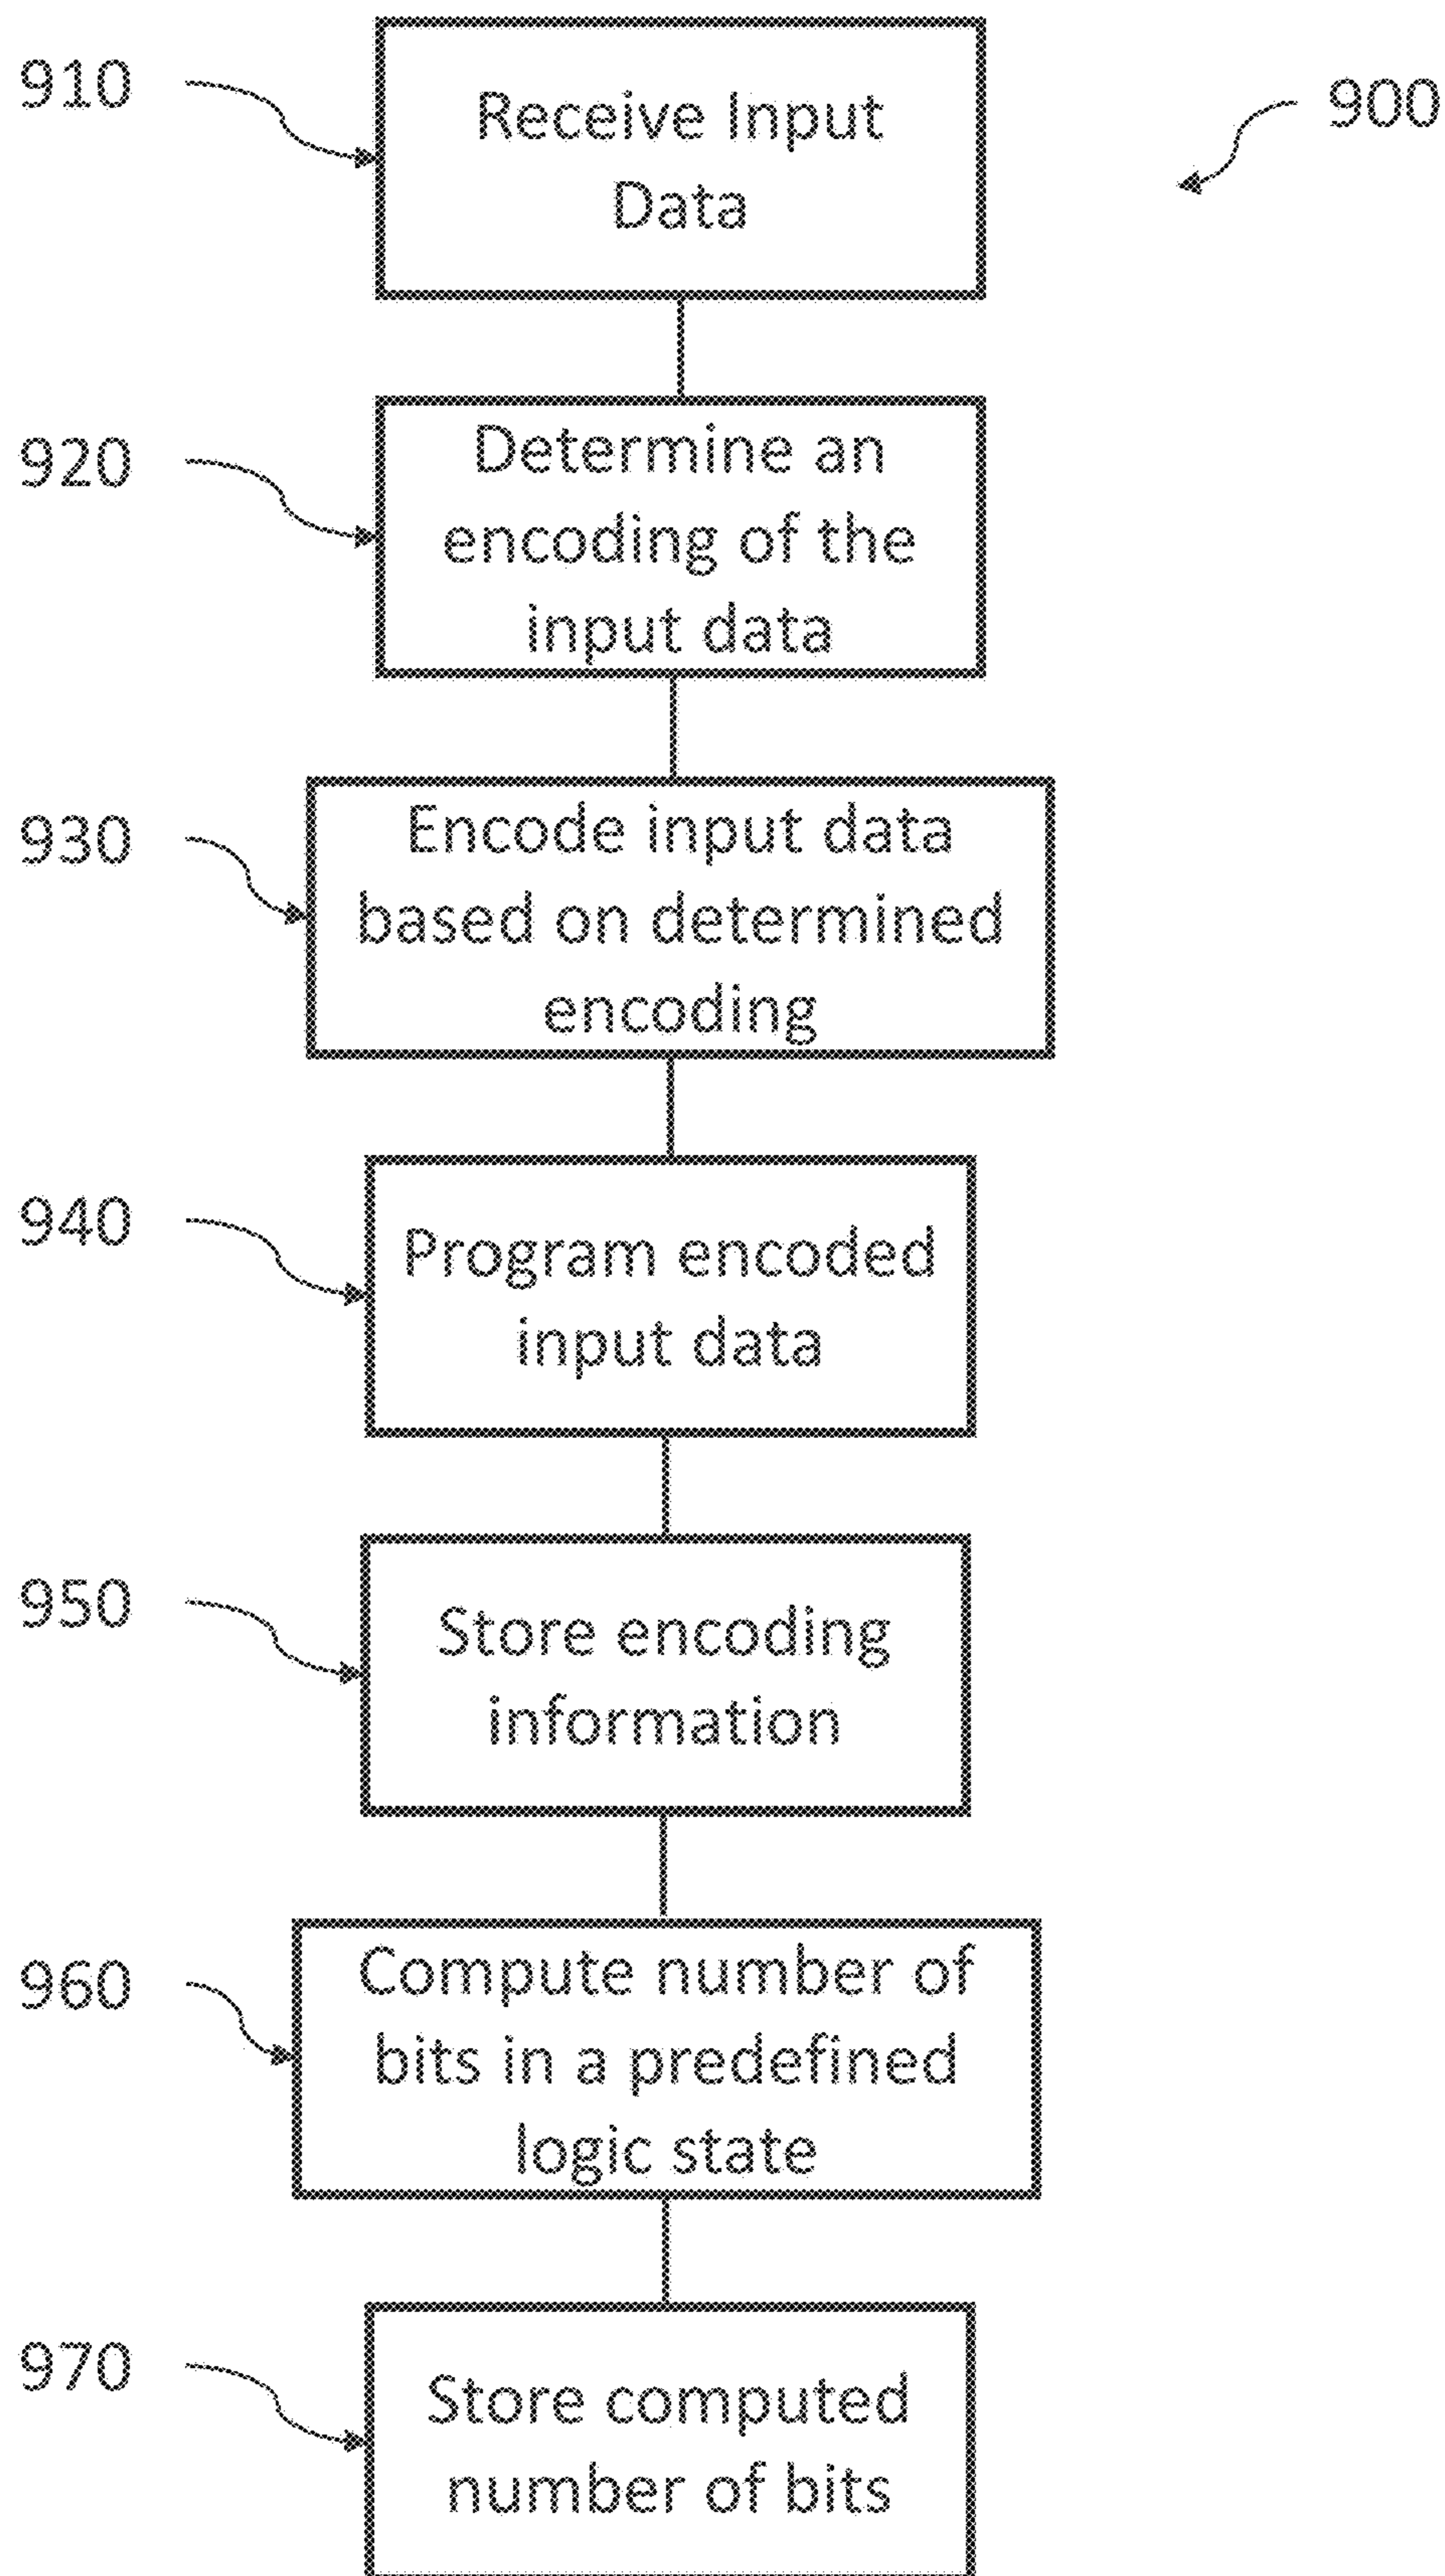 910
Receive Input
Data
900
920
Determine an
encoding of the
input data
930
Encode input data
based on determined
encoding
940
Program encoded
input data
950
Store encoding
information
960
Compute number of
bits in a predefined
logic state
970
Store computed
number of bits